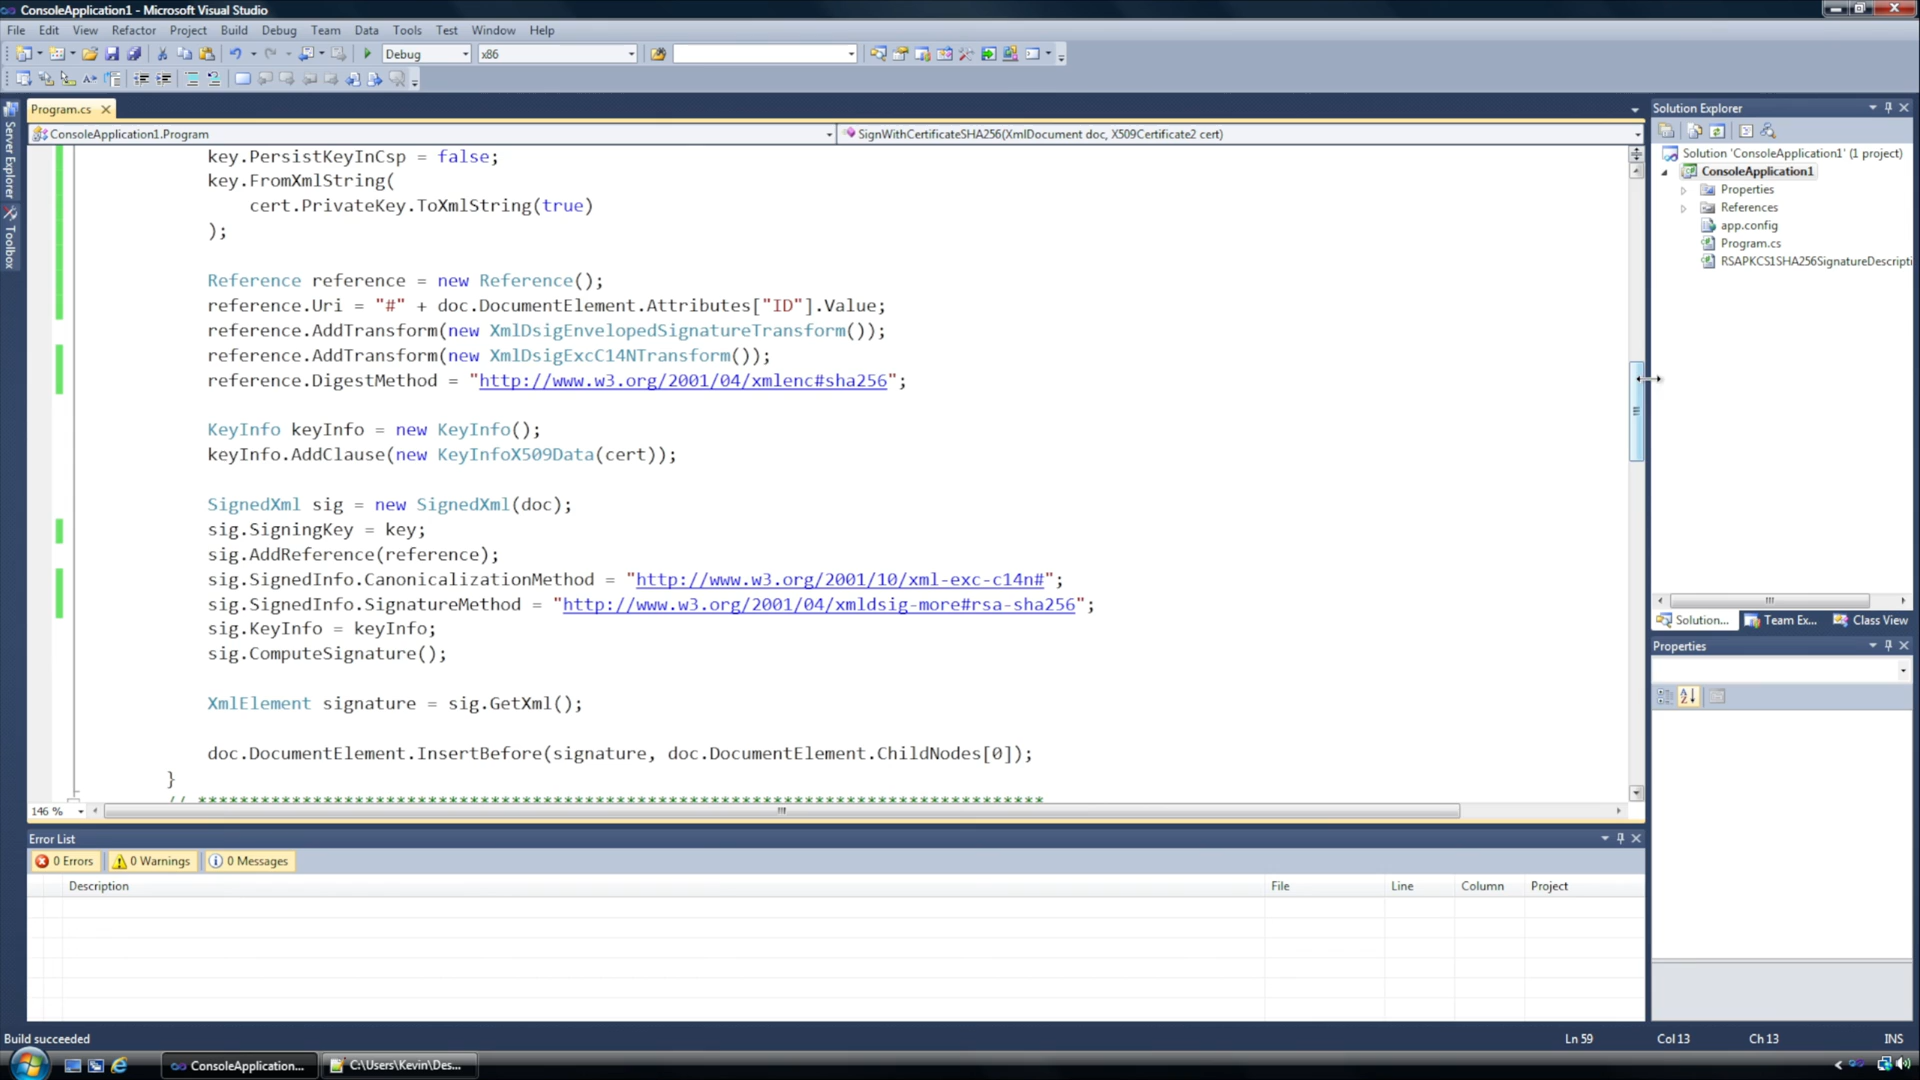 ConsoleApplication1 - Microsoft Visual Studio
File Edit View Refactor Project Build Debug Team Data Tools Test Window Help
Debug x86
Server Explorer
Toolbox
Program.cs
ConsoleApplication1.Program
SignWithCertificateSHA256(XmlDocument doc, X509Certificate2 cert)
key.PersistKeyInCsp = false;
key.FromXmlString(
cert.PrivateKey.ToXmlString(true)
);
Reference reference = new Reference();
reference.Uri = "#" + doc.DocumentElement.Attributes["ID"].Value;
reference.AddTransform(new XmlDsigEnvelopedSignatureTransform());
reference.AddTransform(new XmlDsigExcC14NTransform());
reference.DigestMethod = "http://www.w3.org/2001/04/xmlenc#sha256";
KeyInfo keyInfo = new KeyInfo();
keyInfo.AddClause(new KeyInfoX509Data(cert));
SignedXml sig = new SignedXml(doc);
sig.SigningKey = key;
sig.AddReference(reference);
sig.SignedInfo.CanonicalizationMethod = "http://www.w3.org/2001/10/xml-exc-c14n#";
sig.SignedInfo.SignatureMethod = "http://www.w3.org/2001/04/xmldsig-more#rsa-sha256";
sig.KeyInfo = keyInfo;
sig.ComputeSignature();
XmlElement signature = sig.GetXml();
doc.DocumentElement.InsertBefore(signature, doc.DocumentElement.ChildNodes[0]);
}
146 %
Solution Explorer
Solution 'ConsoleApplication1' (1 project)
ConsoleApplication1
Properties
References
app.config
Program.cs
RSAPKCS1SHA256SignatureDescripti
Solution... Team Ex... Class View
Properties
Error List
0 Errors 0 Warnings 0 Messages
Description File Line Column Project
Build succeeded Ln 59 Col 13 Ch 13 INS
ConsoleApplication... C:\Users\Kevin\Des...